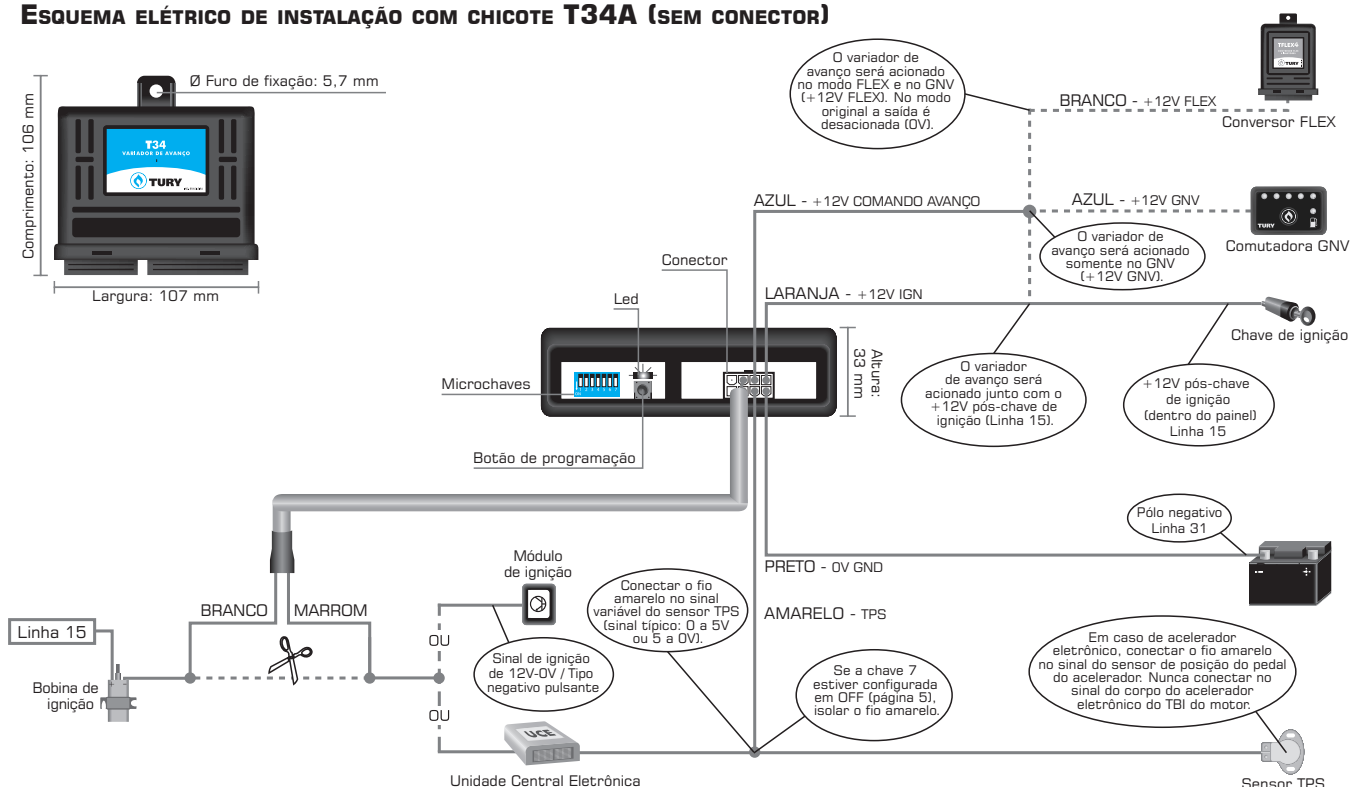 Esquema elétrico de instalação com chicote T34A (sem conector)
Ø Furo de fixação: 5,7 mm
Comprimento: 106 mm
T34
VARIADOR DE AVANÇO
TURY
Largura: 107 mm
O variador de
avanço será acionado
no modo FLEX e no GNV
(+12V FLEX). No modo
original a saída é
desacionada (0V).
BRANCO - +12V FLEX
TFLEX
Conversor FLEX
AZUL - +12V COMANDO AVANÇO
AZUL - +12V GNV
TURY
Comutadora GNV
O variador de
avanço será acionado
somente no GNV
(+12V GNV).
Conector
Led
LARANJA - +12V IGN
Chave de ignição
Microchaves
ON
Altura:
33 mm
O variador
de avanço será
acionado junto com o
+12V pós-chave de
ignição (Linha 15).
+12V pós-chave
de ignição
(dentro do painel)
Linha 15
Botão de programação
Pólo negativo
Linha 31
PRETO - 0V GND
Módulo
de ignição
Conectar o fio
amarelo no sinal
variável do sensor TPS
(sinal típico: 0 a 5V
ou 5 a 0V).
AMARELO - TPS
BRANCO
MARROM
Linha 15
OU
Sinal de ignição
de 12V-0V / Tipo
negativo pulsante
Bobina de
ignição
OU
Se a chave 7
estiver configurada
em OFF (página 5),
isolar o fio amarelo.
Em caso de acelerador
eletrônico, conectar o fio amarelo
no sinal do sensor de posição do pedal
do acelerador. Nunca conectar no
sinal do corpo do acelerador
eletrônico do TBI do motor.
UCE
Unidade Central Eletrônica
Sensor TPS